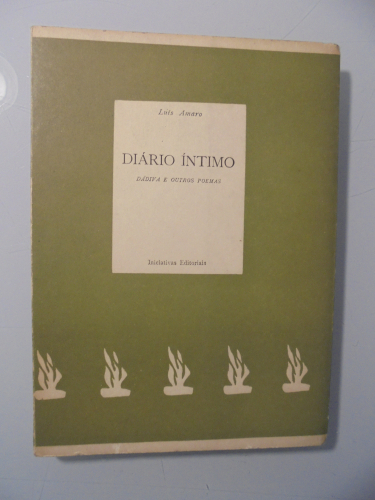 Luís Amaro
DIÁRIO ÍNTIMO
DÁDIVA E OUTROS POEMAS
Iniciativas Editoriais